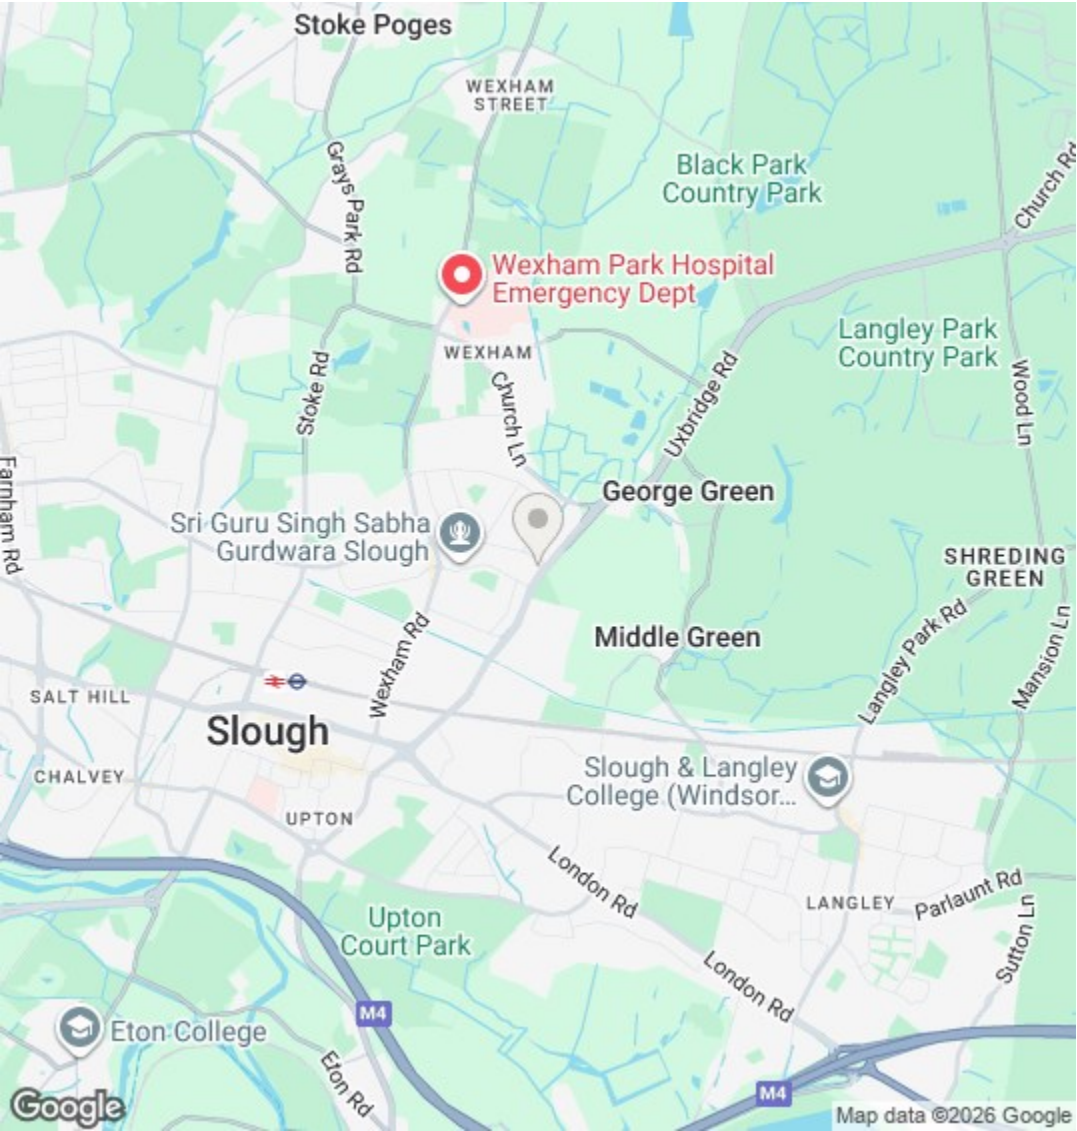 Stoke Poges
WEXHAM
STREET
Grays Park Rd
Black Park
Country Park
Church Rd
Wexham Park Hospital
Emergency Dept
WEXHAM
Langley Park
Country Park
Stoke Rd
Church Ln
Uxbridge Rd
Wood Ln
Farnham Rd
George Green
Sri Guru Singh Sabha
Gurdwara Slough
SHREDING
GREEN
Wexham Rd
Middle Green
Langley Park Rd
Mansion Ln
SALT HILL
Slough
CHALVEY
Slough & Langley
College (Windsor...
UPTON
London Rd
LANGLEY
Parlaunt Rd
Upton
Court Park
Sutton Ln
London Rd
M4
Eton College
Eton Rd
M4
Google
Map data ©2026 Google